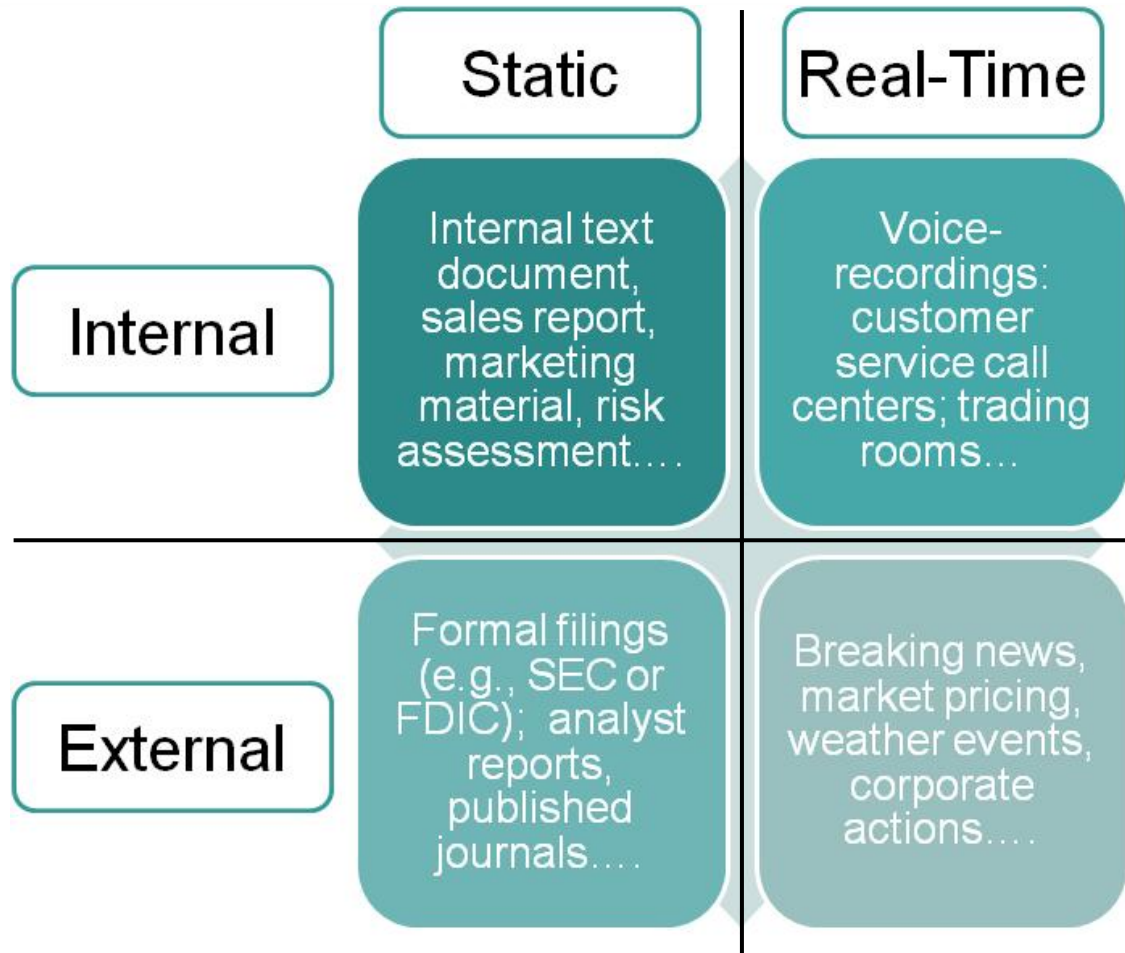 Static
Real-Time
Internal
Internal text
document,
sales report,
marketing
material, risk
assessment....
Voice-
recordings:
customer
service call
centers; trading
rooms...
External
Formal filings
(e.g., SEC or
FDIC);  analyst
reports,
published
journals....
Breaking news,
market pricing,
weather events,
corporate
actions....